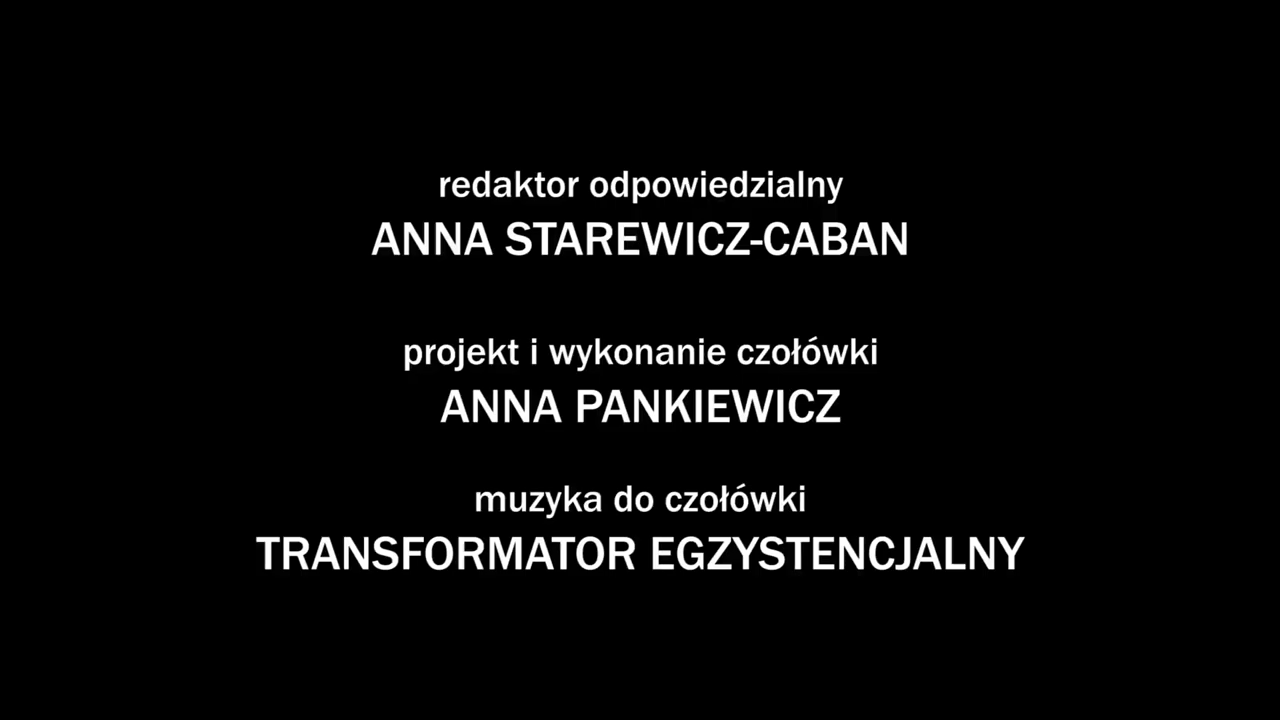 redaktor odpowiedzialny
ANNA STAREWICZ-CABAN
projekt i wykonanie czołówki
ANNA PANKIEWICZ
muzyka do czołówki
TRANSFORMATOR EGZYSTENCJALNY